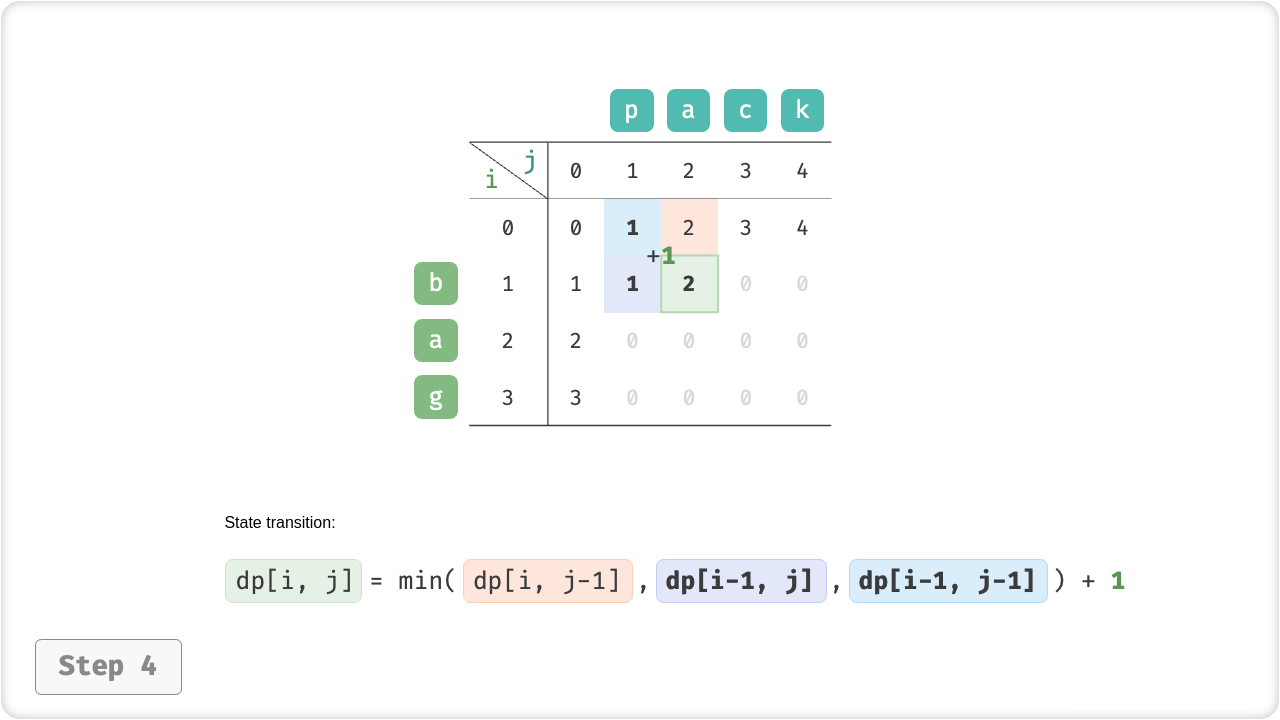 p a c k
j
i
0 1 2 3 4
0 0 1 2 3 4
+1
b 1 1 1 2 0 0
a 2 2 0 0 0 0
g 3 3 0 0 0 0
State transition:
dp[i, j] = min( dp[i, j-1] , dp[i-1, j] , dp[i-1, j-1] ) + 1
Step 4